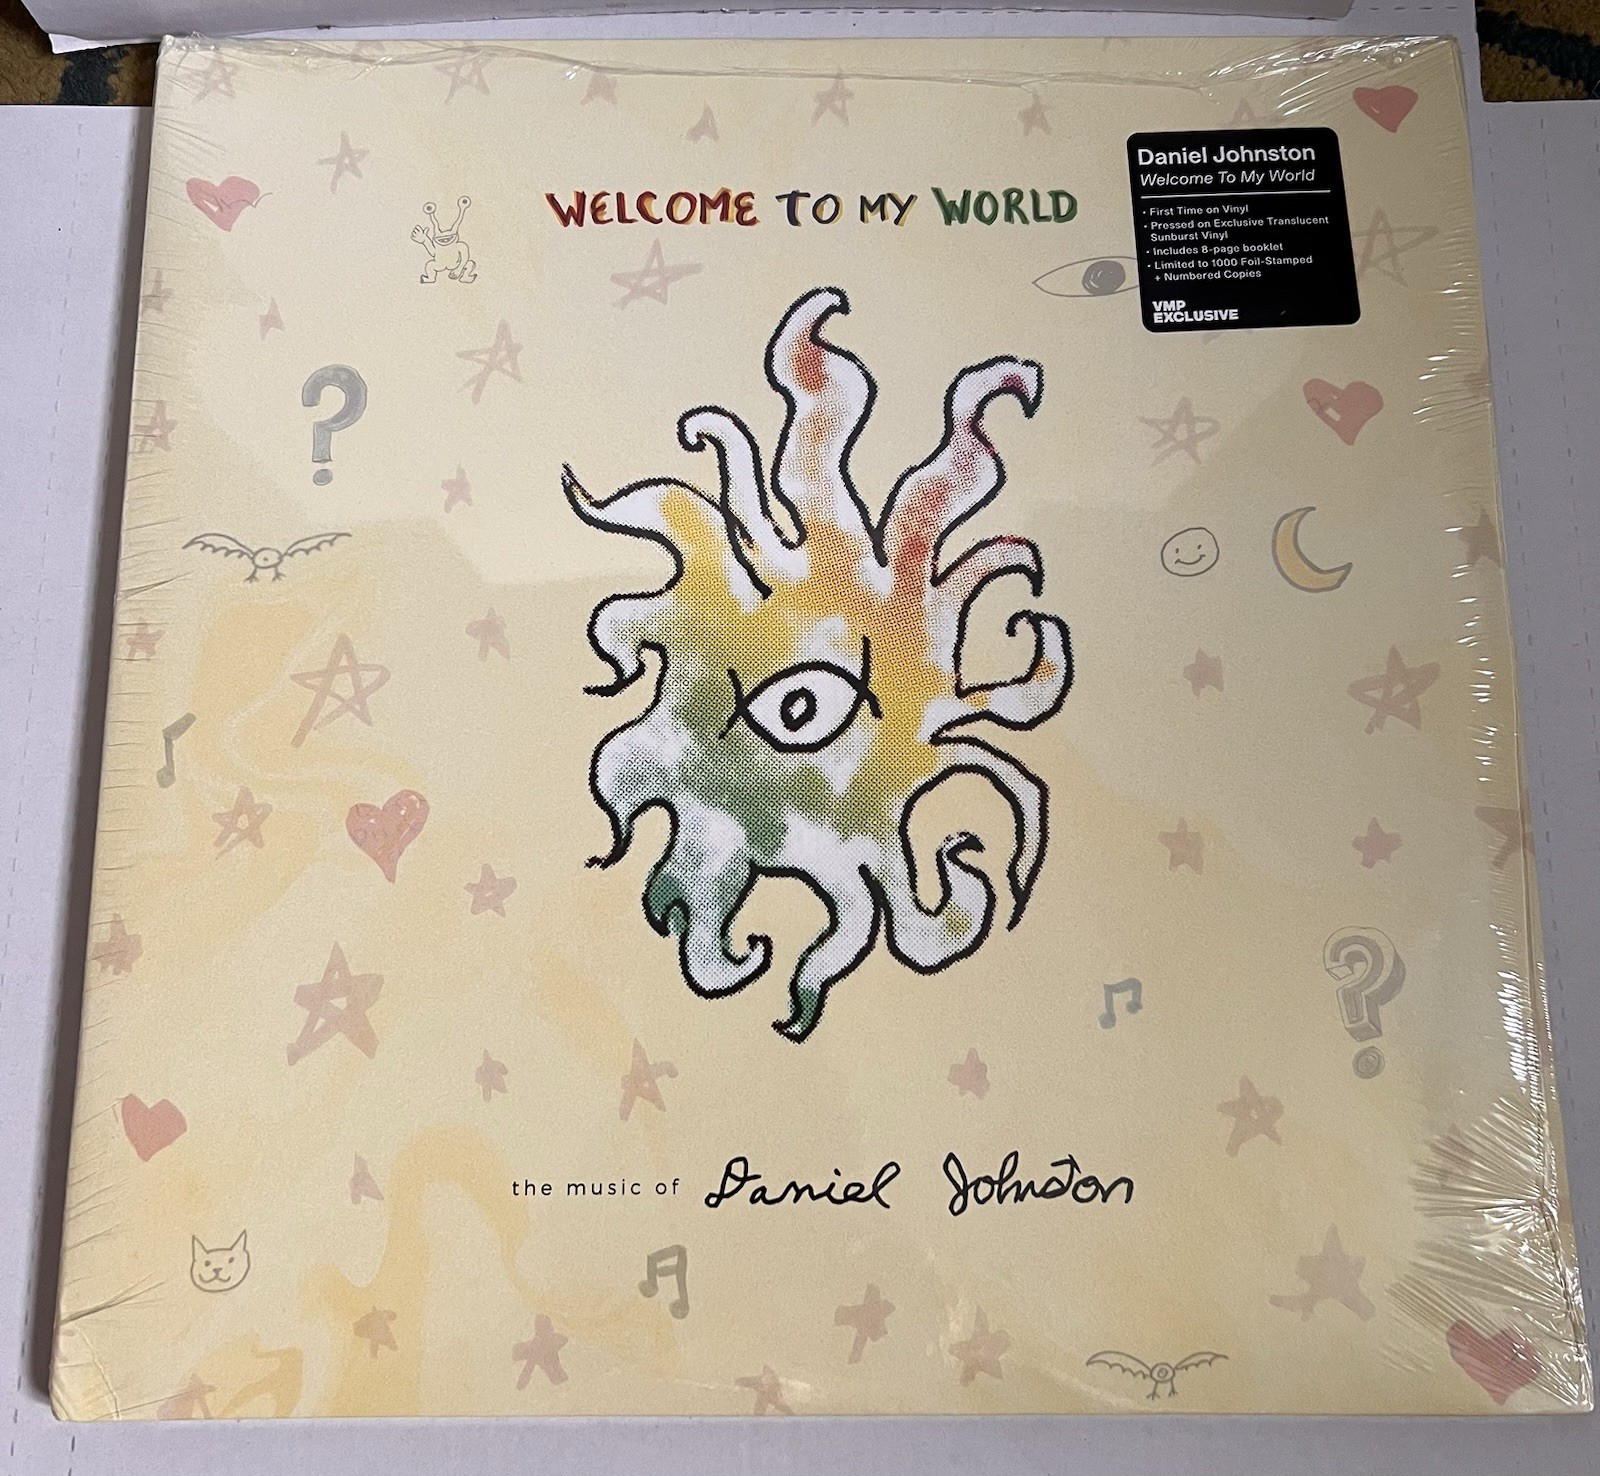 WELCOME TO MY WORLD
Daniel Johnston
Welcome To My World
• First Time on Vinyl
• Pressed on Exclusive Translucent
Sunburst Vinyl
• Includes 8-page booklet
• Limited to 1000 Foil-Stamped
+ Numbered Copies
VMP
EXCLUSIVE
?
?
the music of Daniel Johnston